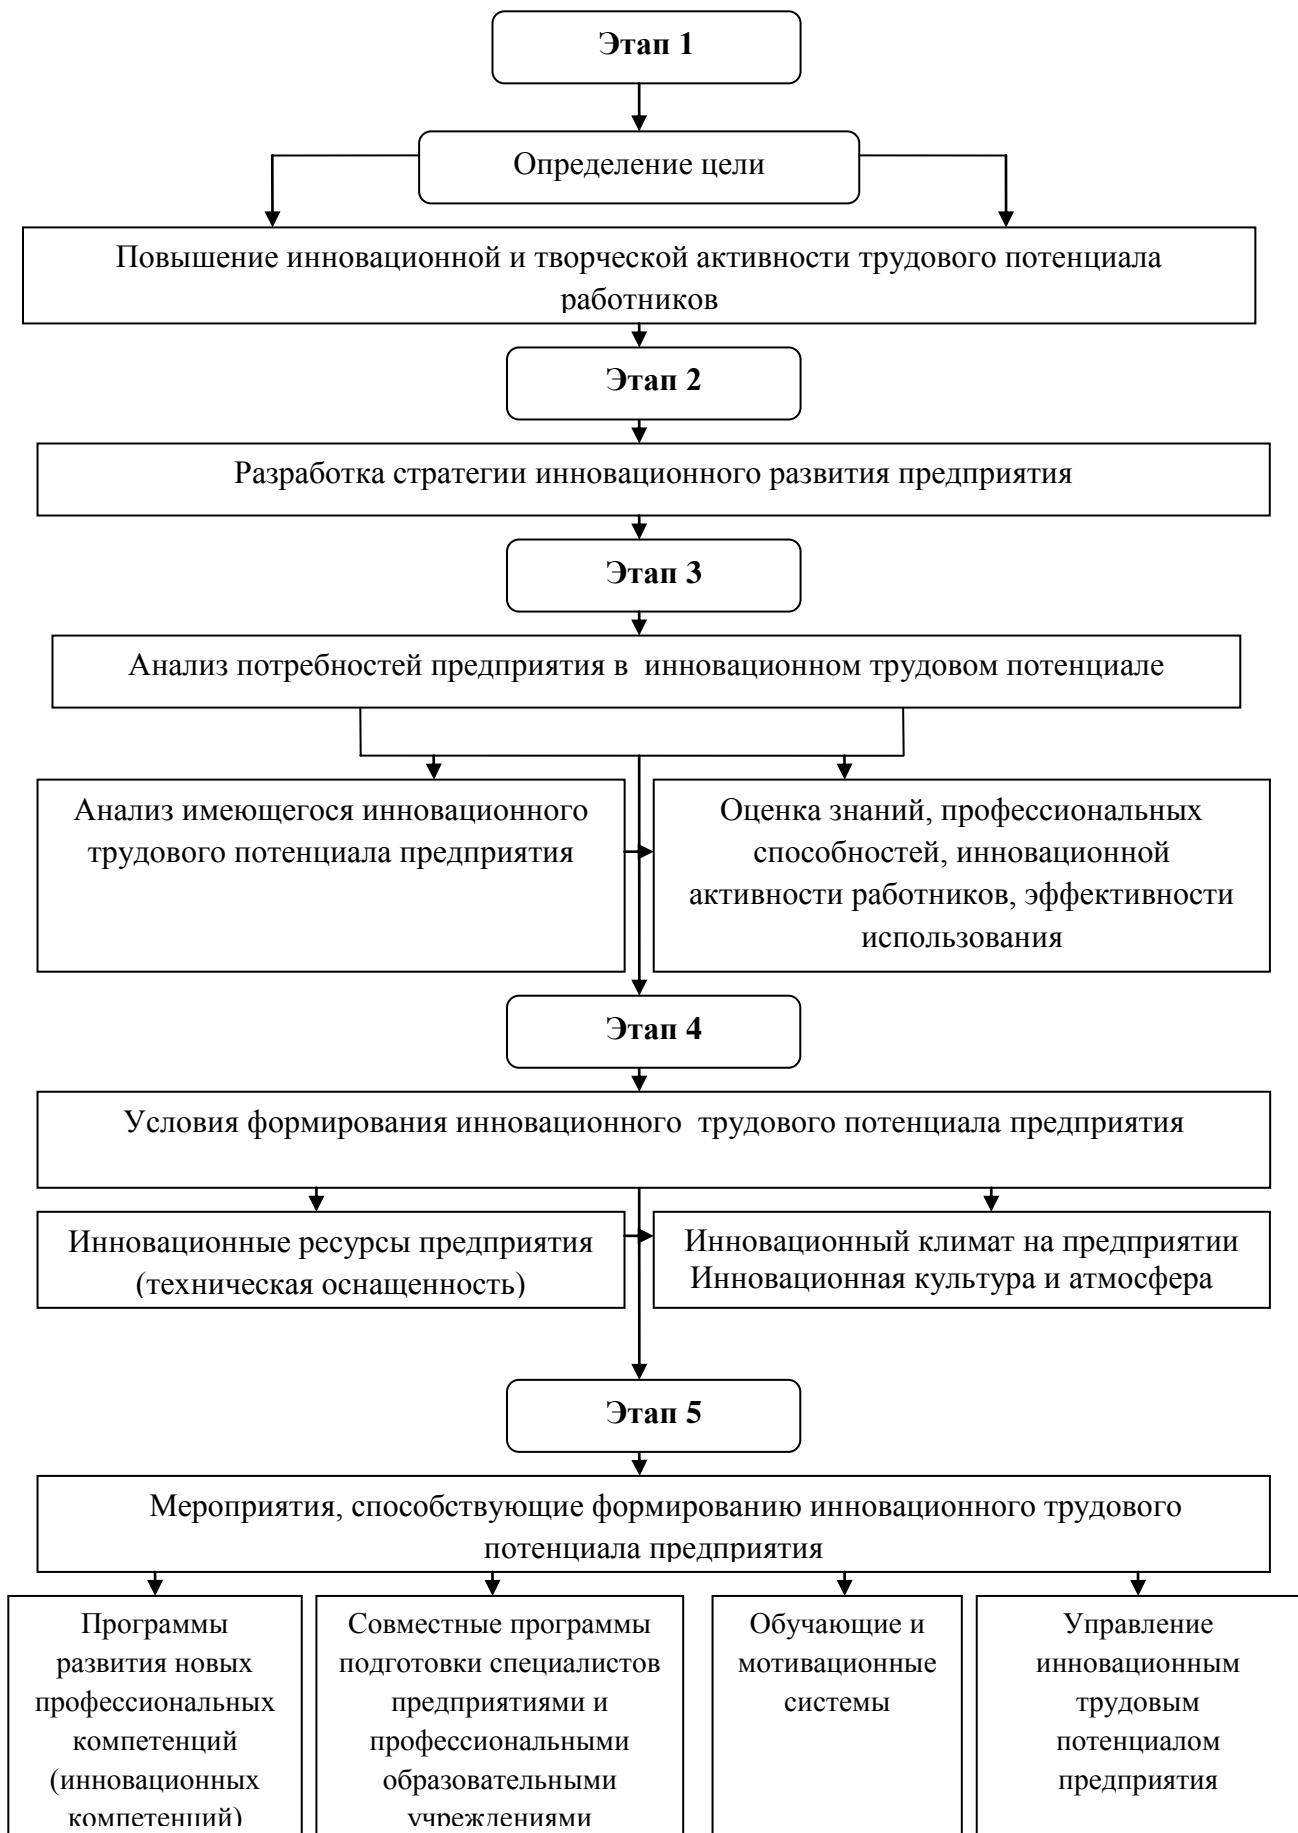 Этап 1
Определение цели
Повышение инновационной и творческой активности трудового потенциала
работников
Этап 2
Разработка стратегии инновационного развития предприятия
Этап 3
Анализ потребностей предприятия в инновационном трудовом потенциале
Анализ имеющегося инновационного
трудового потенциала предприятия
Оценка знаний, профессиональных
способностей, инновационной
активности работников, эффективности
использования
Этап 4
Условия формирования инновационного трудового потенциала предприятия
Инновационные ресурсы предприятия
(техническая оснащенность)
Инновационный климат на предприятии
Инновационная культура и атмосфера
Этап 5
Мероприятия, способствующие формированию инновационного трудового
потенциала предприятия
Программы
развития новых
профессиональных
компетенций
(инновационных
компетенций)
Совместные программы
подготовки специалистов
предприятиями и
профессиональными
образовательными
учреждениями
Обучающие и
мотивационные
системы
Управление
инновационным
трудовым
потенциалом
предприятия